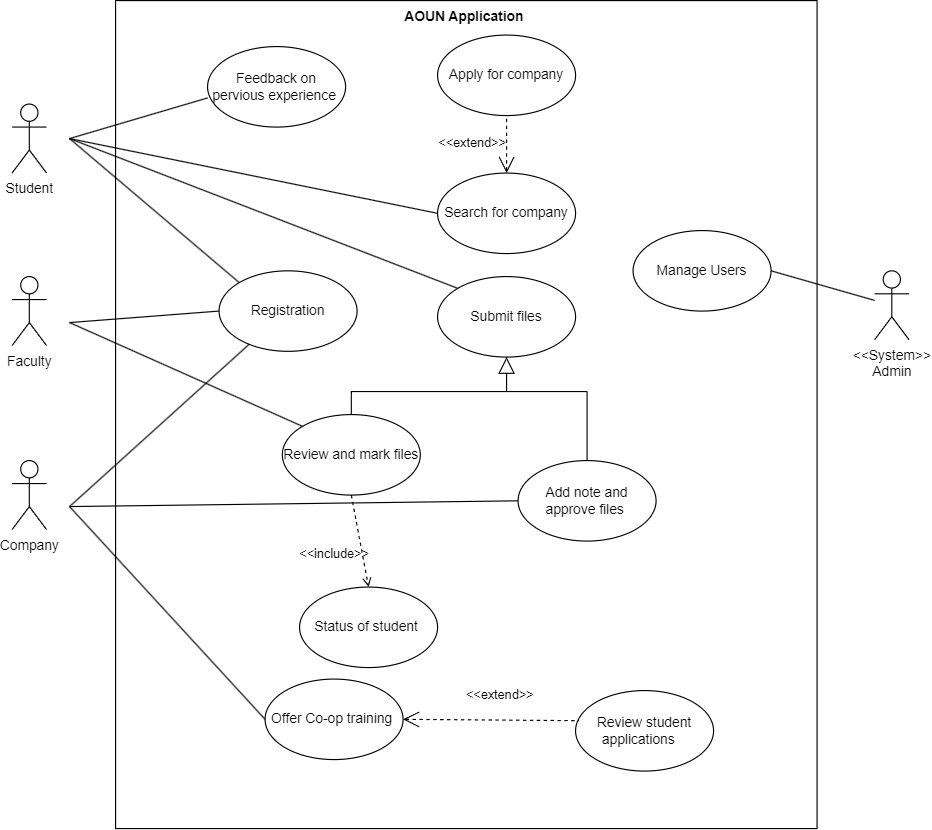 AOUN Application
Feedback on
pervious experience
Apply for company
<<extend>>
Student
Search for company
Manage Users
Registration
Submit files
Faculty
<<System>>
Admin
Review and mark files
Add note and
approve files
Company
<<include>>
Status of student
<<extend>>
Offer Co-op training
Review student
applications